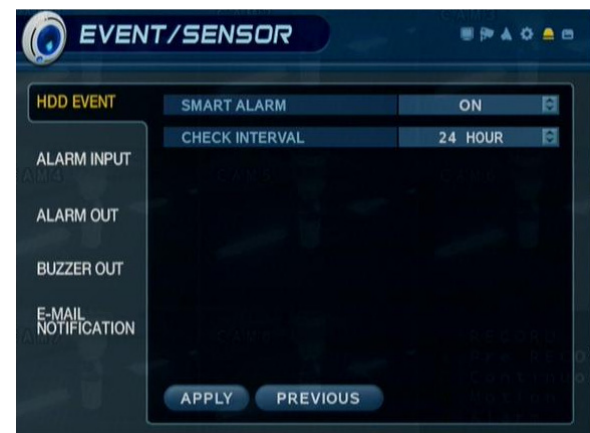 EVENT/SENSOR
HDD EVENT
SMART ALARM ON
CHECK INTERVAL 24 HOUR
ALARM INPUT
ALARM OUT
BUZZER OUT
E-MAIL
NOTIFICATION
APPLY PREVIOUS